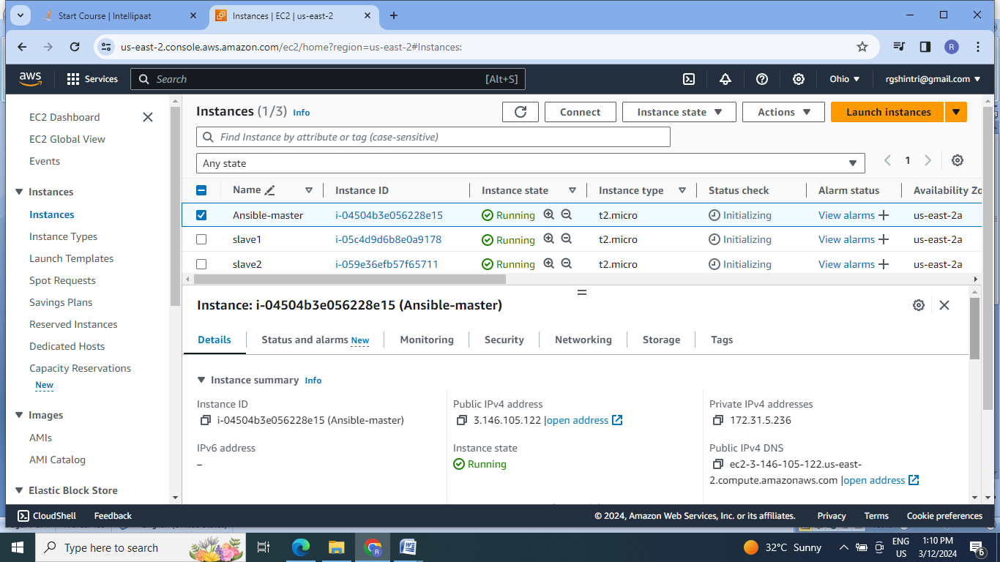 Start Course | Intellipaat
Instances | EC2 | us-east-2
us-east-2.console.aws.amazon.com/ec2/home?region=us-east-2#Instances:
R
aws
Services
Search
[Alt+S]
Ohio
rgshintri@gmail.com
EC2 Dashboard
EC2 Global View
Events
Instances
Instances
Instance Types
Launch Templates
Spot Requests
Savings Plans
Reserved Instances
Dedicated Hosts
Capacity Reservations
New
Images
AMIs
AMI Catalog
Elastic Block Store
Instances (1/3) Info
Connect
Instance state
Actions
Launch instances
Find Instance by attribute or tag (case-sensitive)
Any state
1
Name Instance ID Instance state Instance type Status check Alarm status Availability Zo
Ansible-master i-04504b3e056228e15 Running t2.micro Initializing View alarms us-east-2a
slave1 i-05c4d9d6b8e0a9178 Running t2.micro Initializing View alarms us-east-2a
slave2 i-059e36efb57f65711 Running t2.micro Initializing View alarms us-east-2a
Instance: i-04504b3e056228e15 (Ansible-master)
Details Status and alarms New Monitoring Security Networking Storage Tags
Instance summary Info
Instance ID
i-04504b3e056228e15 (Ansible-master)
Public IPv4 address
3.146.105.122 |open address
Private IPv4 addresses
172.31.5.236
IPv6 address
–
Instance state
Running
Public IPv4 DNS
ec2-3-146-105-122.us-east-
2.compute.amazonaws.com |open address
CloudShell Feedback © 2024, Amazon Web Services, Inc. or its affiliates. Privacy Terms Cookie preferences
Type here to search
32°C Sunny
ENG
US
1:10 PM
3/12/2024
6